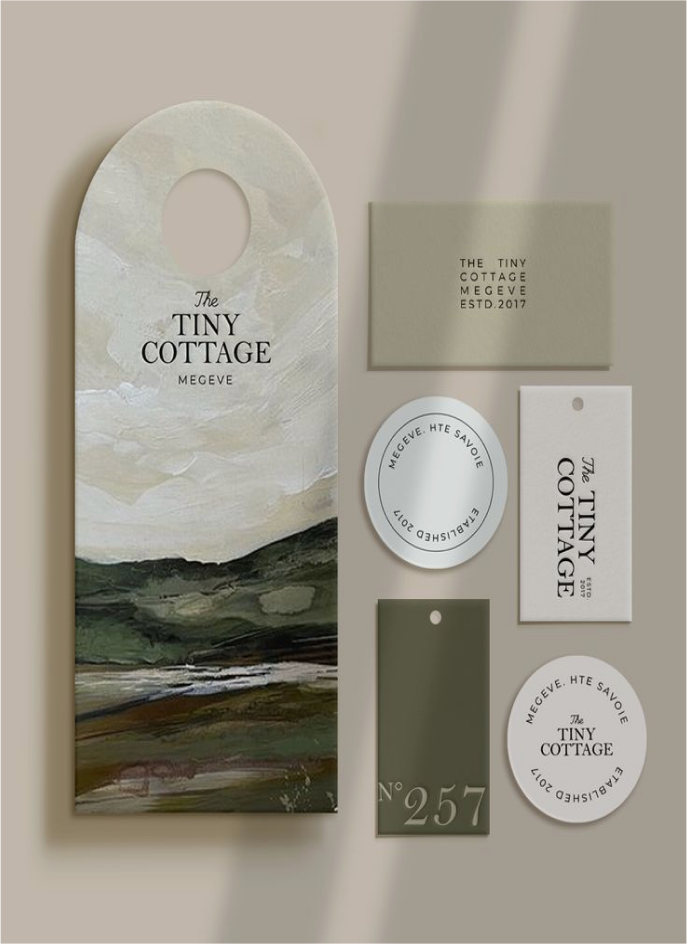 The
TINY
COTTAGE
MEGEVE
THE TINY
COTTAGE
MEGEVE
ESTD.2017
MEGEVE, HTE SAVOIE
ETABLISHED 2017
The TINY
COTTAGE
ESTD
2017
N° 257
MEGEVE, HTE SAVOIE
The
TINY
COTTAGE
ETABLISHED 2017